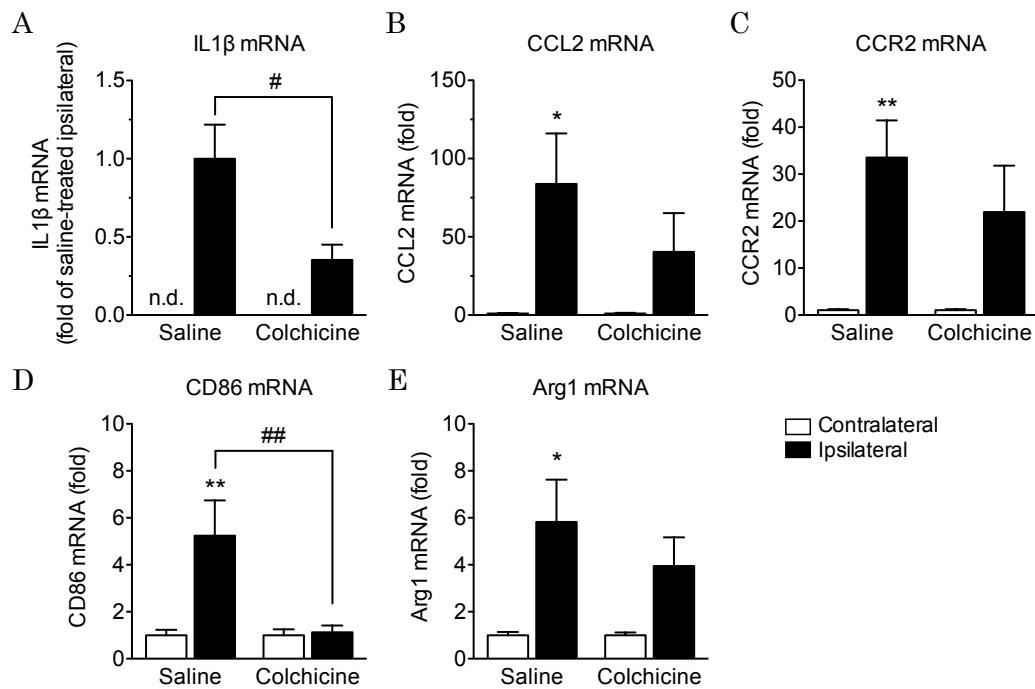 A
IL1β mRNA
IL1β mRNA
(fold of saline-treated ipsilateral)
1.5
1.0
0.5
0.0
#
n.d.
n.d.
Saline
Colchicine
B
CCL2 mRNA
CCL2 mRNA (fold)
150
100
50
0
*
Saline
Colchicine
C
CCR2 mRNA
CCR2 mRNA (fold)
50
40
30
20
10
0
**
Saline
Colchicine
D
CD86 mRNA
CD86 mRNA (fold)
10
8
6
4
2
0
##
**
Saline
Colchicine
E
Arg1 mRNA
Arg1 mRNA (fold)
10
8
6
4
2
0
*
Saline
Colchicine
Contralateral
Ipsilateral